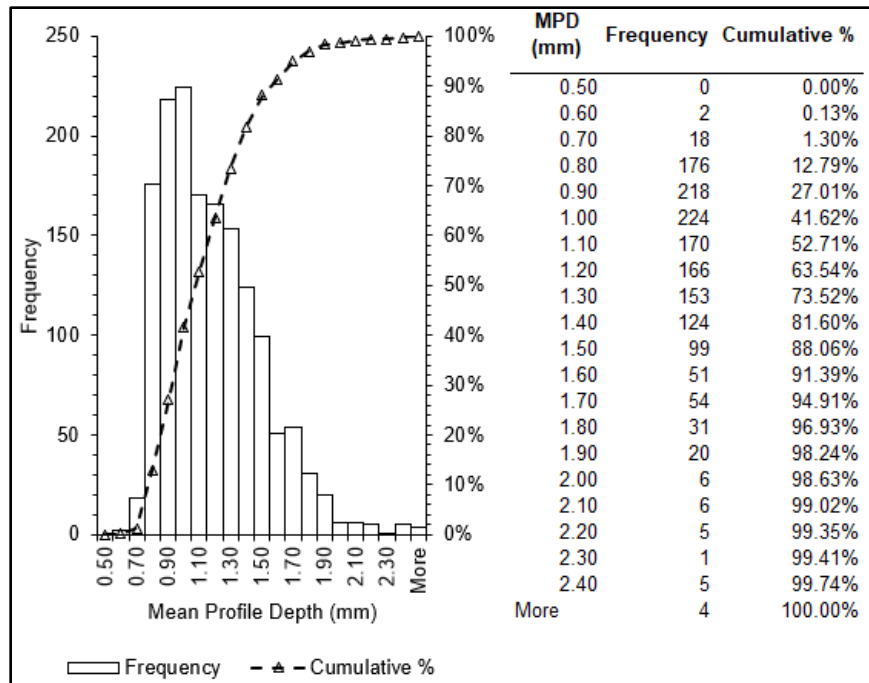 250
200
150
100
50
0
Frequency
100%
90%
80%
70%
60%
50%
40%
30%
20%
10%
0%
0.50
0.70
0.90
1.10
1.30
1.50
1.70
1.90
2.10
2.30
More
Mean Profile Depth (mm)
Frequency
Cumulative %
MPD (mm) Frequency Cumulative %
0.50 0 0.00%
0.60 2 0.13%
0.70 18 1.30%
0.80 176 12.79%
0.90 218 27.01%
1.00 224 41.62%
1.10 170 52.71%
1.20 166 63.54%
1.30 153 73.52%
1.40 124 81.60%
1.50 99 88.06%
1.60 51 91.39%
1.70 54 94.91%
1.80 31 96.93%
1.90 20 98.24%
2.00 6 98.63%
2.10 6 99.02%
2.20 5 99.35%
2.30 1 99.41%
2.40 5 99.74%
More 4 100.00%